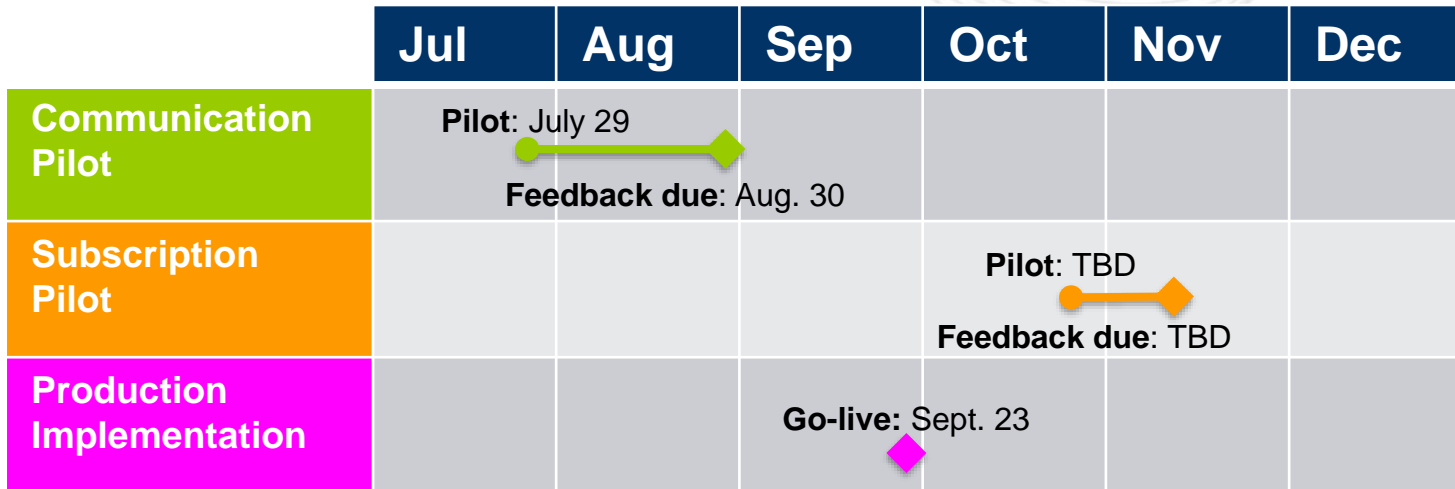 Jul Aug Sep Oct Nov Dec
Communication
Pilot
Pilot: July 29
Feedback due: Aug. 30
Subscription
Pilot
Pilot: TBD
Feedback due: TBD
Production
Implementation
Go-live: Sept. 23